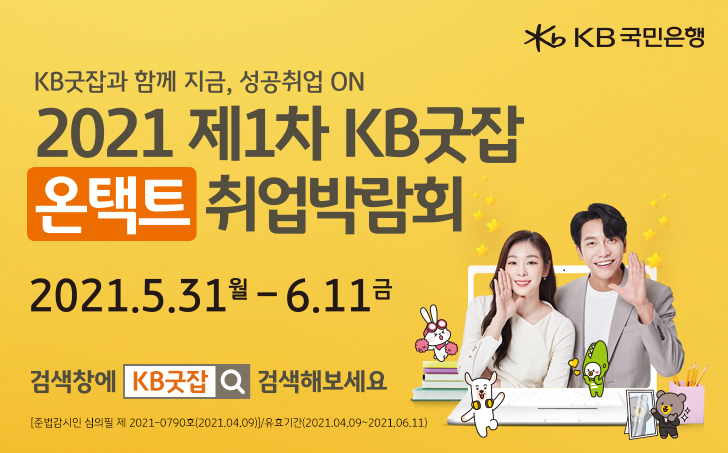 KB 국민은행
KB굿잡과 함께 지금, 성공취업 ON
2021 제1차 KB굿잡
온택트 취업박람회
2021.5.31월 – 6.11금
검색창에 KB굿잡 검색해보세요
[준법감시인 심의필 제 2021-0790호(2021.04.09)]/유효기간(2021.04.09~2021.06.11)